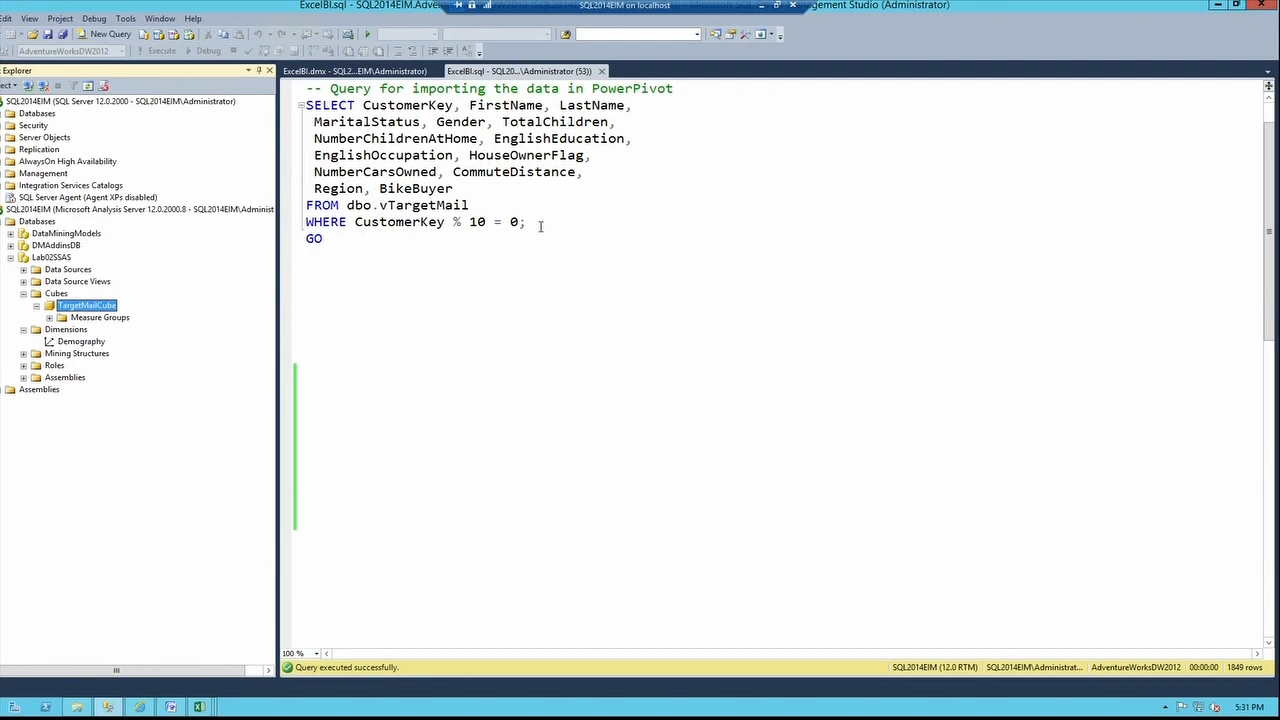 ExcelBI.sql - SQL2014EIM.Adven
SQL2014EIM on localhost
nagement Studio (Administrator)
Edit View Project Debug Tools Window Help
New Query
AdventureWorksDW2012 Execute Debug
Explorer
ExcelBI.dmx - SQL2...EIM\Administrator)
ExcelBI.sql - SQL20...\Administrator (53))
SQL2014EIM (SQL Server 12.0.2000 - SQL2014EIM\Administrator)
Databases
Security
Server Objects
Replication
AlwaysOn High Availability
Management
Integration Services Catalogs
SQL Server Agent (Agent XPs disabled)
SQL2014EIM (Microsoft Analysis Server 12.0.2000.8 - SQL2014EIM\Administ
Databases
DataMiningModels
DMAddinsDB
Lab02SSAS
Data Sources
Data Source Views
Cubes
TargetMailCube
Measure Groups
Dimensions
Demography
Mining Structures
Roles
Assemblies
Assemblies
-- Query for importing the data in PowerPivot
SELECT CustomerKey, FirstName, LastName,
MaritalStatus, Gender, TotalChildren,
NumberChildrenAtHome, EnglishEducation,
EnglishOccupation, HouseOwnerFlag,
NumberCarsOwned, CommuteDistance,
Region, BikeBuyer
FROM dbo.vTargetMail
WHERE CustomerKey % 10 = 0;
GO
100 %
Query executed successfully.
SQL2014EIM (12.0 RTM)
SQL2014EIM\Administrat...
AdventureWorksDW2012
00:00:00
1849 rows
5:31 PM